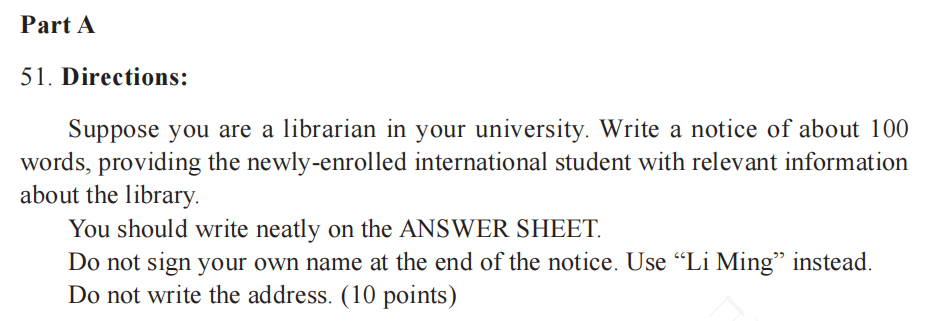 Part A
51. Directions:
Suppose you are a librarian in your university. Write a notice of about 100
words, providing the newly-enrolled international student with relevant information
about the library.
You should write neatly on the ANSWER SHEET.
Do not sign your own name at the end of the notice. Use “Li Ming” instead.
Do not write the address. (10 points)